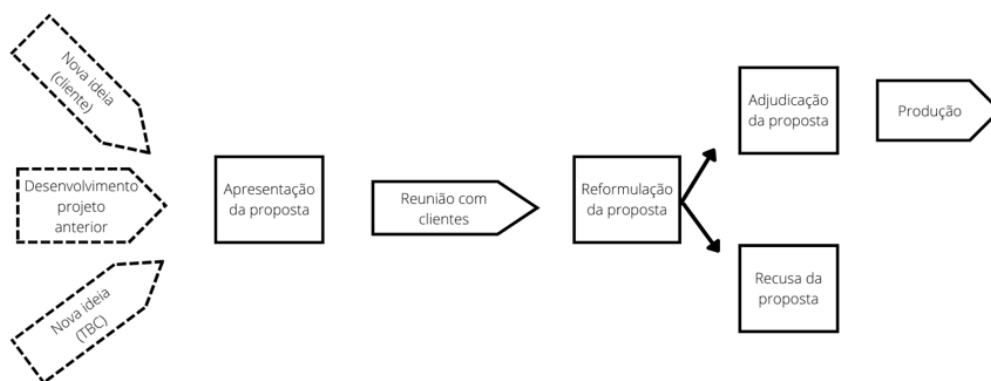 Nova ideia
(cliente)
Desenvolvimento
projeto
anterior
Nova ideia
(TBC)
Apresentação
da proposta
Reunião com
clientes
Reformulação
da proposta
Adjudicação
da proposta
Produção
Recusa da
proposta